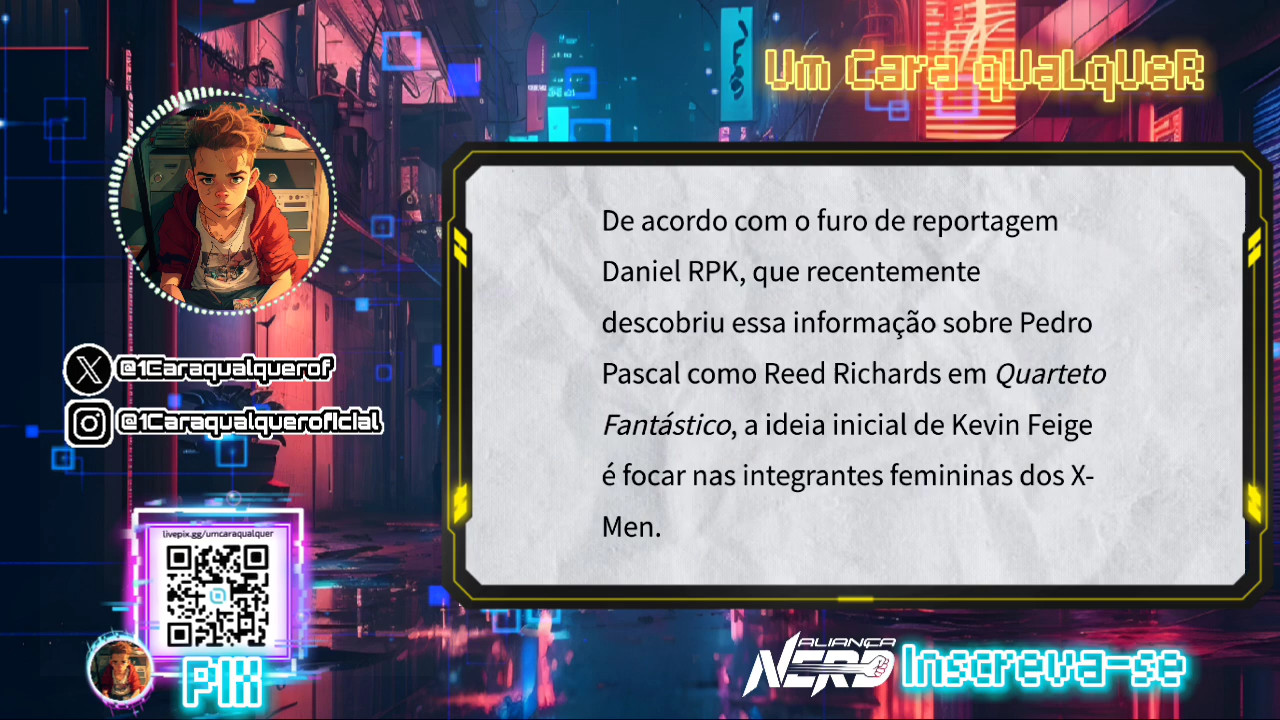 Um Cara qUaLqUeR
De acordo com o furo de reportagem
Daniel RPK, que recentemente
descobriu essa informação sobre Pedro
Pascal como Reed Richards em Quarteto
Fantástico, a ideia inicial de Kevin Feige
é focar nas integrantes femininas dos X-
Men.
@1Caraqualquerof
@1Caraqualqueroficial
livepix.gg/umcaraqualquer
PIX
ALIANÇA
NERD
Inscreva-se